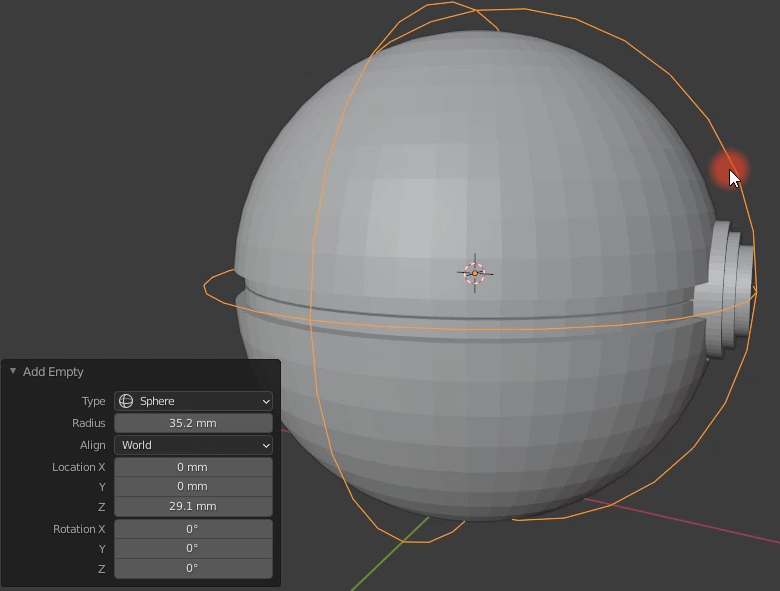 Add Empty
Type Sphere
Radius 35.2 mm
Align World
Location X 0 mm
Y 0 mm
Z 29.1 mm
Rotation X 0°
Y 0°
Z 0°